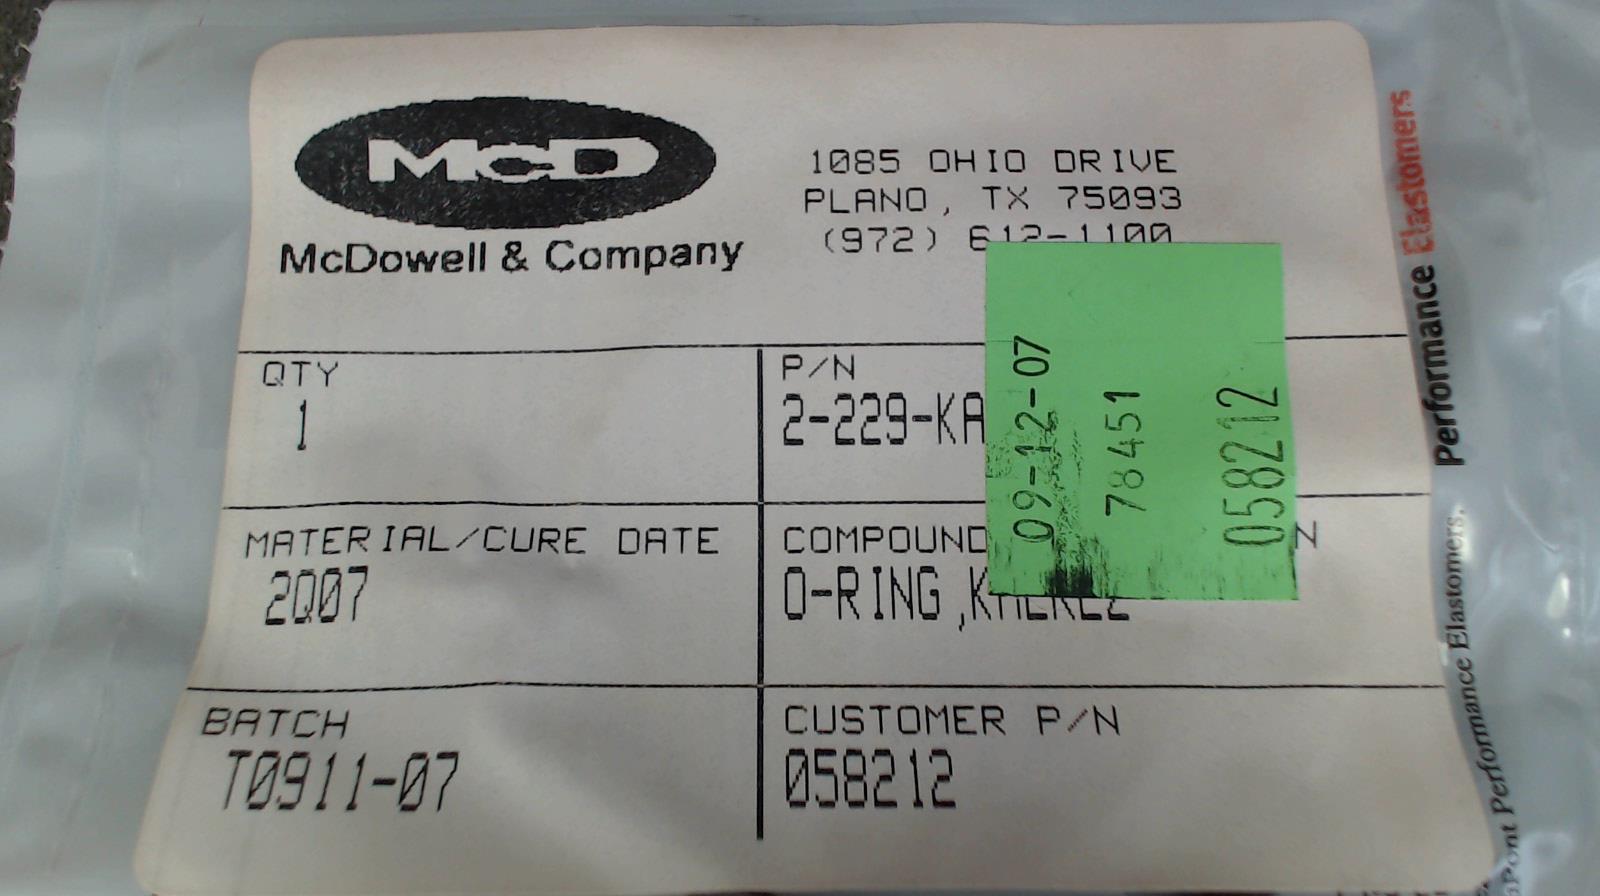 McD
McDowell & Company
1085 OHIO DRIVE
PLANO, TX 75093
(972) 612-1100
QTY
1
P/N
2-229-KA
MATERIAL/CURE DATE
2Q07
COMPOUND
N
O-RING,KALREZ
BATCH
T0911-07
CUSTOMER P/N
058212
09-12-07
78451
058212
Performance Elastomers
Performance Elastomers.